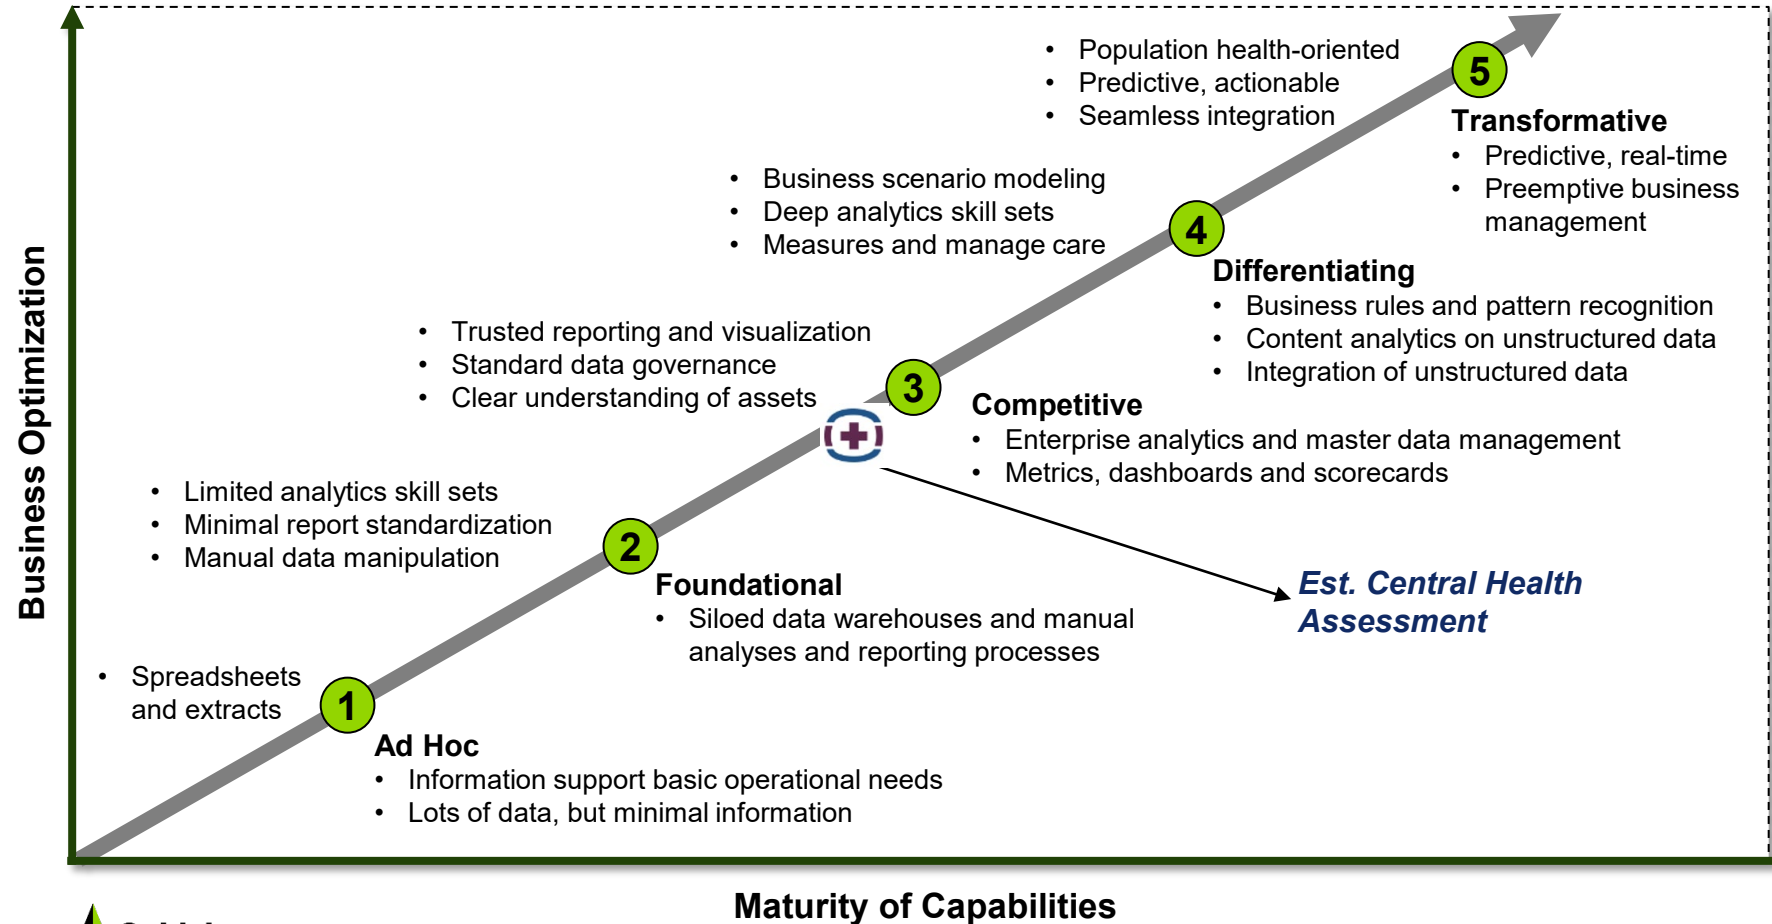 • Population health-oriented
• Predictive, actionable
• Seamless integration
5
Transformative
• Predictive, real-time
• Preemptive business
management
• Business scenario modeling
• Deep analytics skill sets
• Measures and manage care
4
Differentiating
• Business rules and pattern recognition
• Content analytics on unstructured data
• Integration of unstructured data
• Trusted reporting and visualization
• Standard data governance
• Clear understanding of assets
3
Competitive
• Enterprise analytics and master data management
• Metrics, dashboards and scorecards
• Limited analytics skill sets
• Minimal report standardization
• Manual data manipulation
2
Foundational
• Siloed data warehouses and manual
analyses and reporting processes
Est. Central Health
Assessment
• Spreadsheets
and extracts
1
Ad Hoc
• Information support basic operational needs
• Lots of data, but minimal information
Business Optimization
Maturity of Capabilities